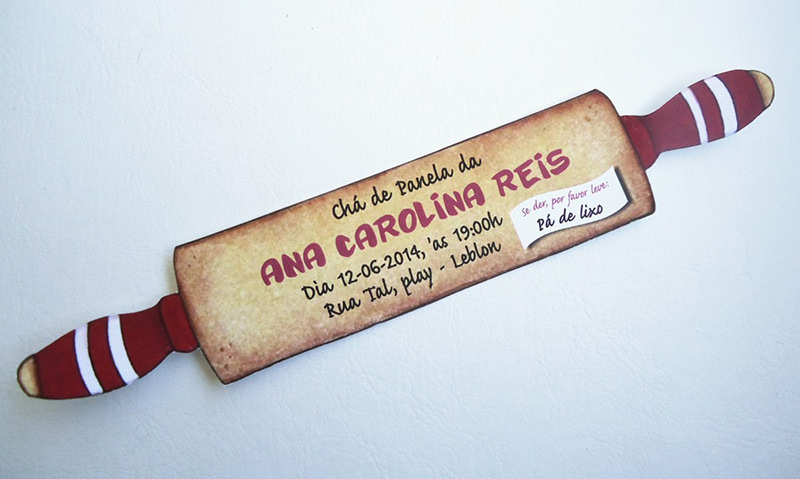 Chá de Panela da
ANA CAROLINA REIS
Dia 12-06-2014, 'as 19:00h
Rua Tal, play - Leblon
Se der, por favor leve:
Pá de lixo